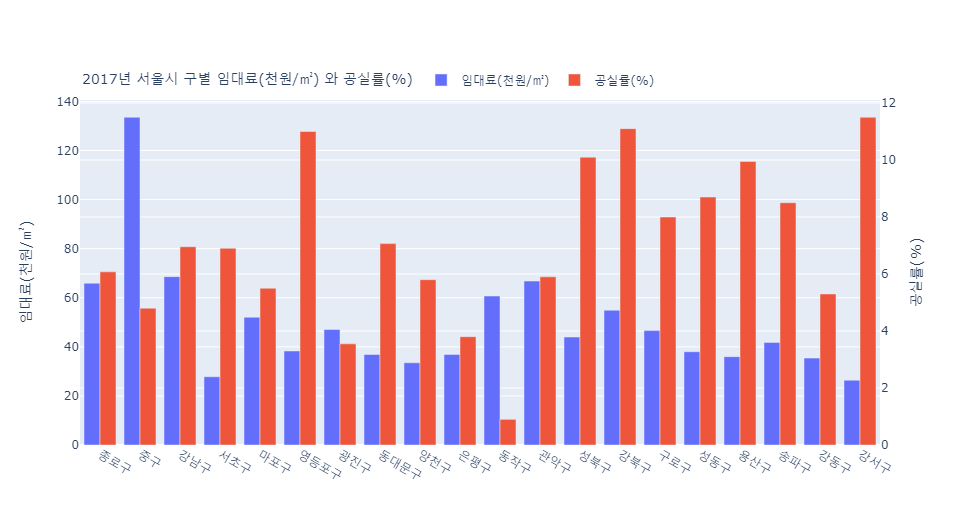 2017년 서울시 구별 임대료(천원/㎡) 와 공실률(%)
임대료(천원/㎡)
공실률(%)
임대료(천원/㎡)
140
120
100
80
60
40
20
0
12
10
8
6
4
2
0
공실률(%)
종로구
중구
강남구
서초구
마포구
영등포구
광진구
동대문구
양천구
은평구
동작구
관악구
성북구
강북구
구로구
성동구
용산구
송파구
강동구
강서구